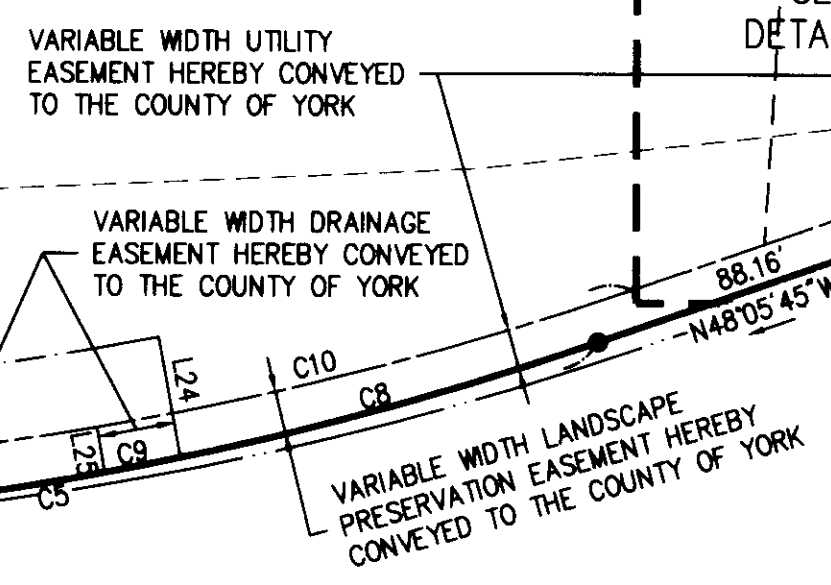 VARIABLE WIDTH UTILITY
EASEMENT HEREBY CONVEYED
TO THE COUNTY OF YORK
VARIABLE WIDTH DRAINAGE
EASEMENT HEREBY CONVEYED
TO THE COUNTY OF YORK
88.16'
N48°05'45"W
L24
C10
C8
L25
C9
C5
VARIABLE WIDTH LANDSCAPE
PRESERVATION EASEMENT HEREBY
CONVEYED TO THE COUNTY OF YORK